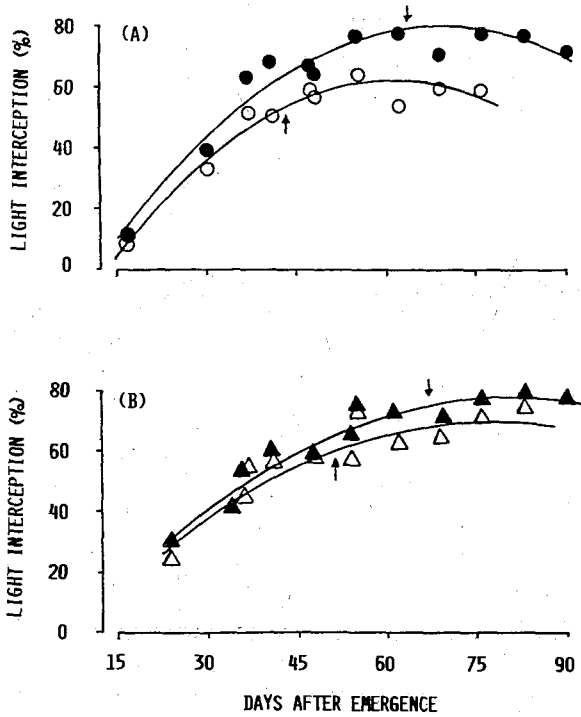 (A)
LIGHT INTERCEPTION (%)
80
60
40
20
0
(B)
LIGHT INTERCEPTION (%)
80
60
40
20
0
15 30 45 60 75 90
DAYS AFTER EMERGENCE